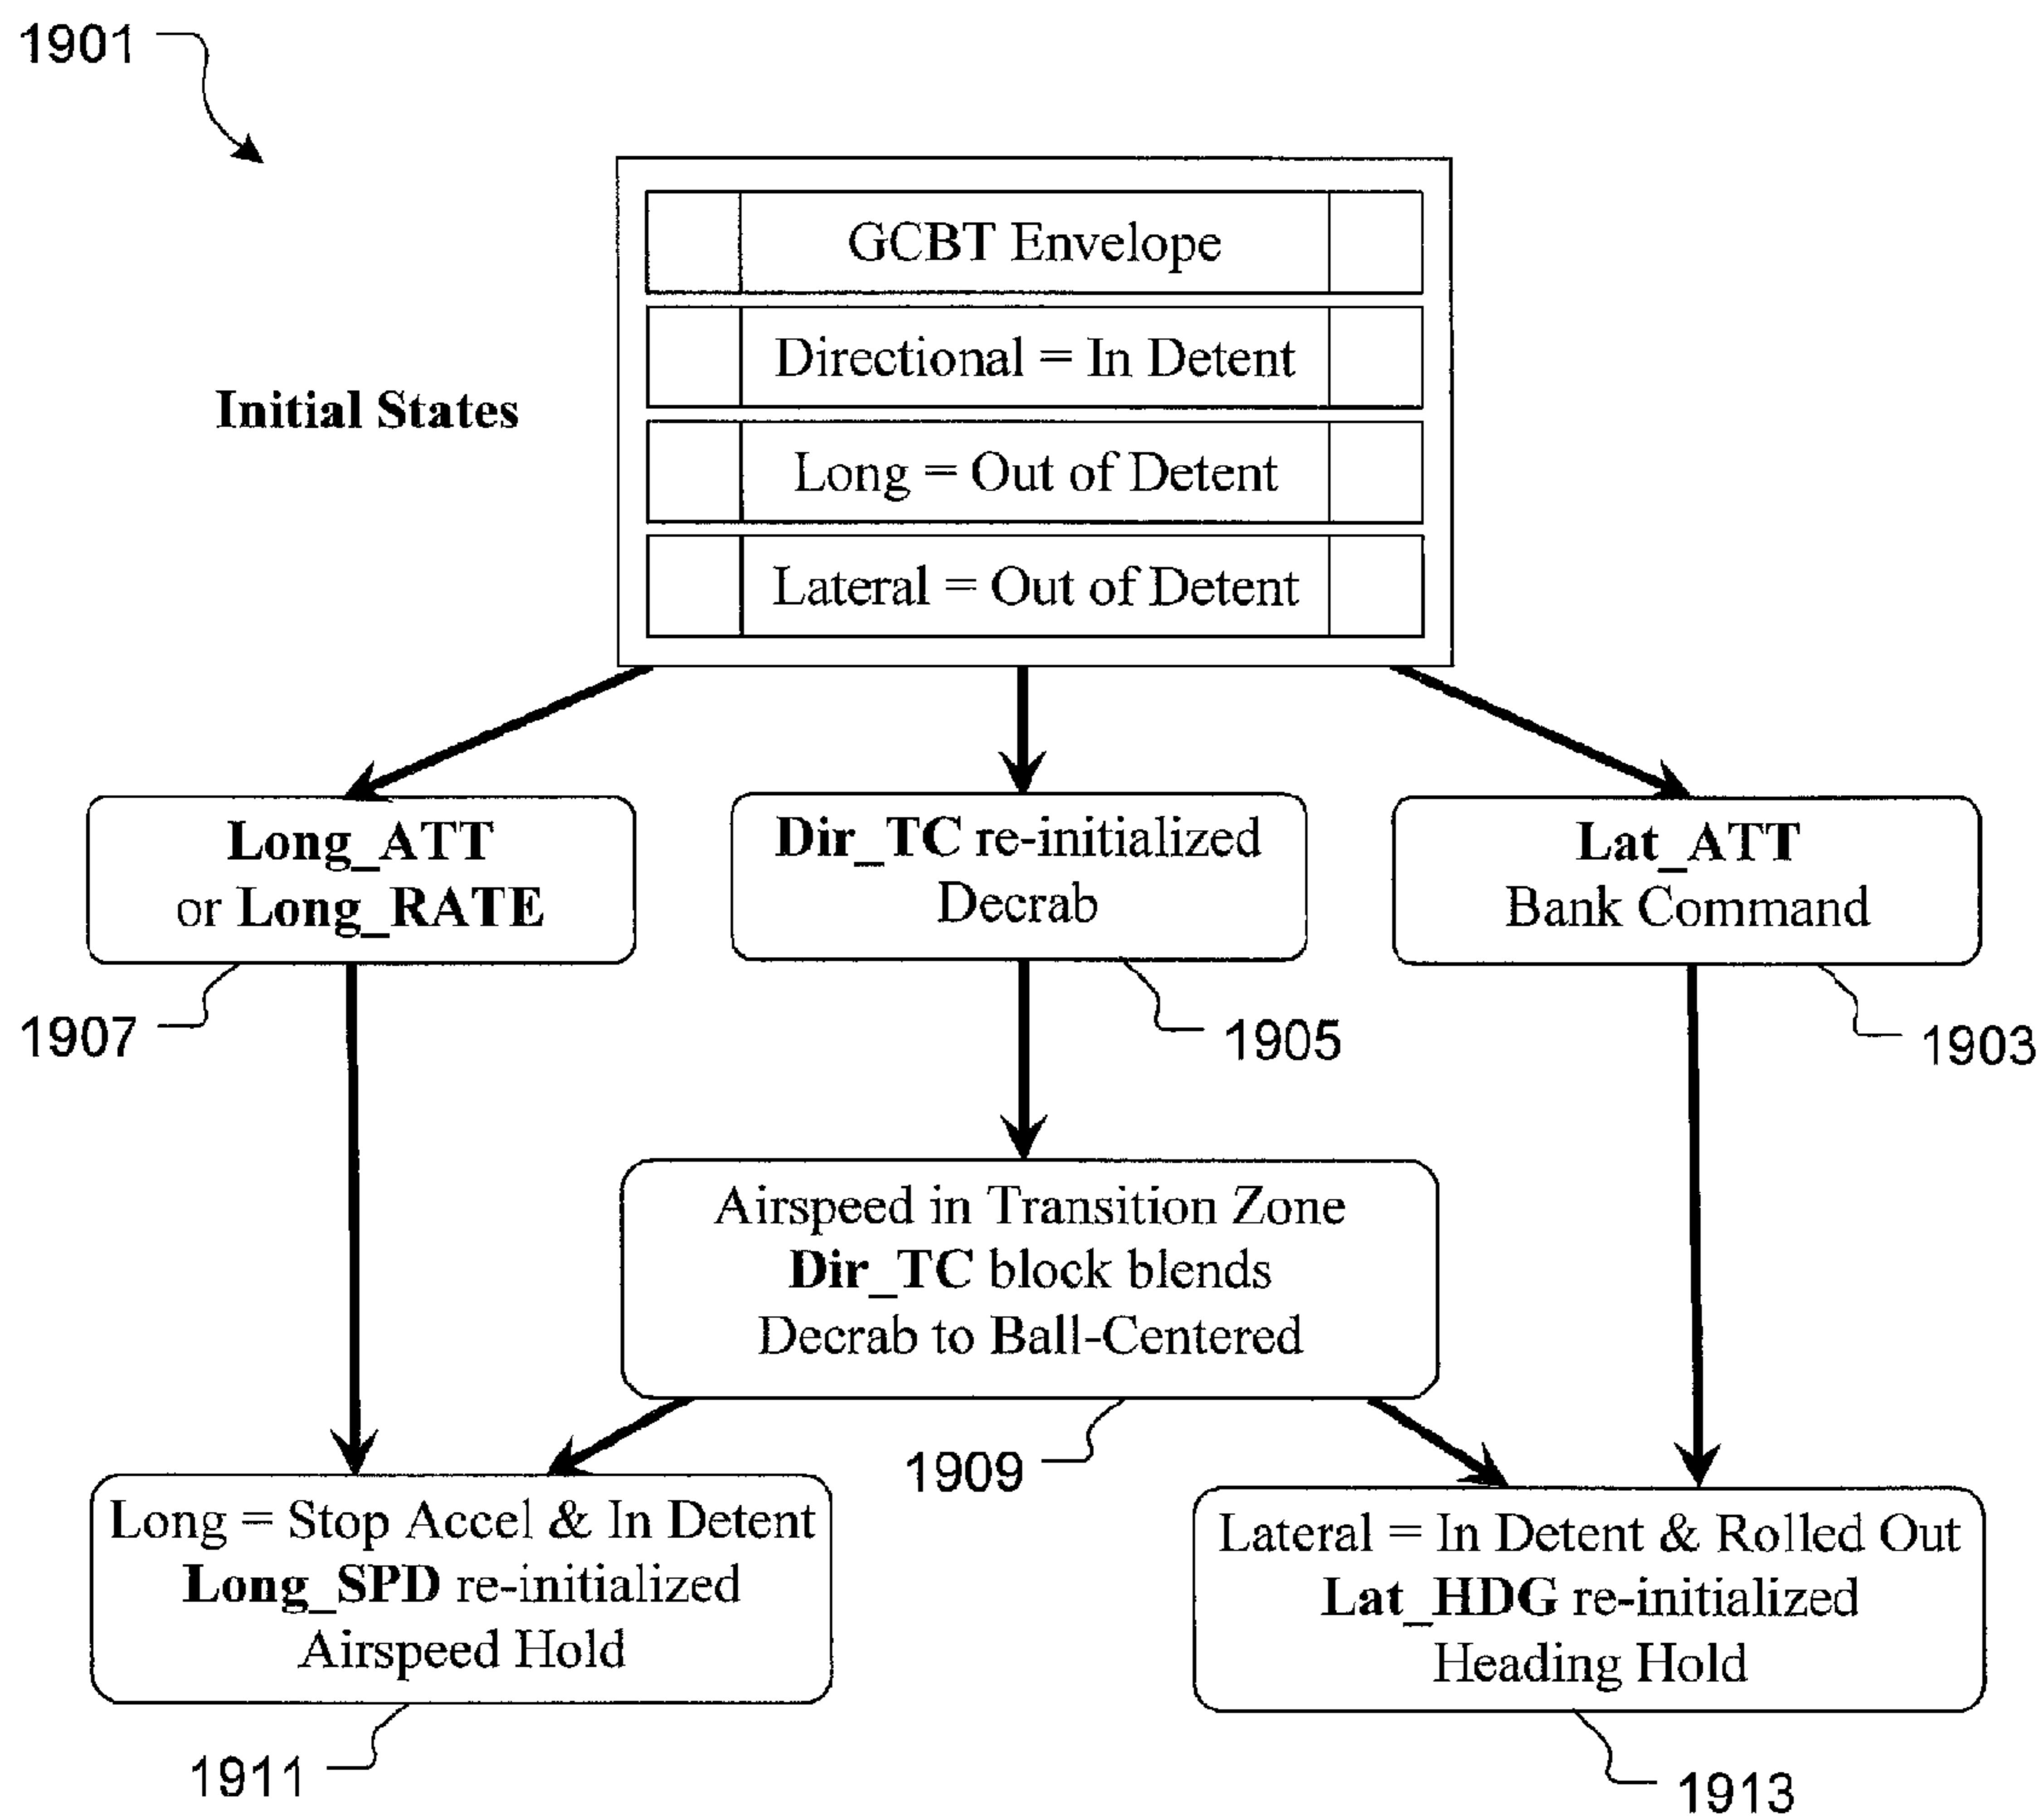 1901
GCBT Envelope
Directional = In Detent
Initial States
Long = Out of Detent
Lateral = Out of Detent
Long_ATT
or Long_RATE
Dir_TC re-initialized
Decrab
Lat_ATT
Bank Command
1907
1905
1903
Airspeed in Transition Zone
Dir_TC block blends
Decrab to Ball-Centered
1909
Long = Stop Accel & In Detent
Long_SPD re-initialized
Airspeed Hold
Lateral = In Detent & Rolled Out
Lat_HDG re-initialized
Heading Hold
1911
1913